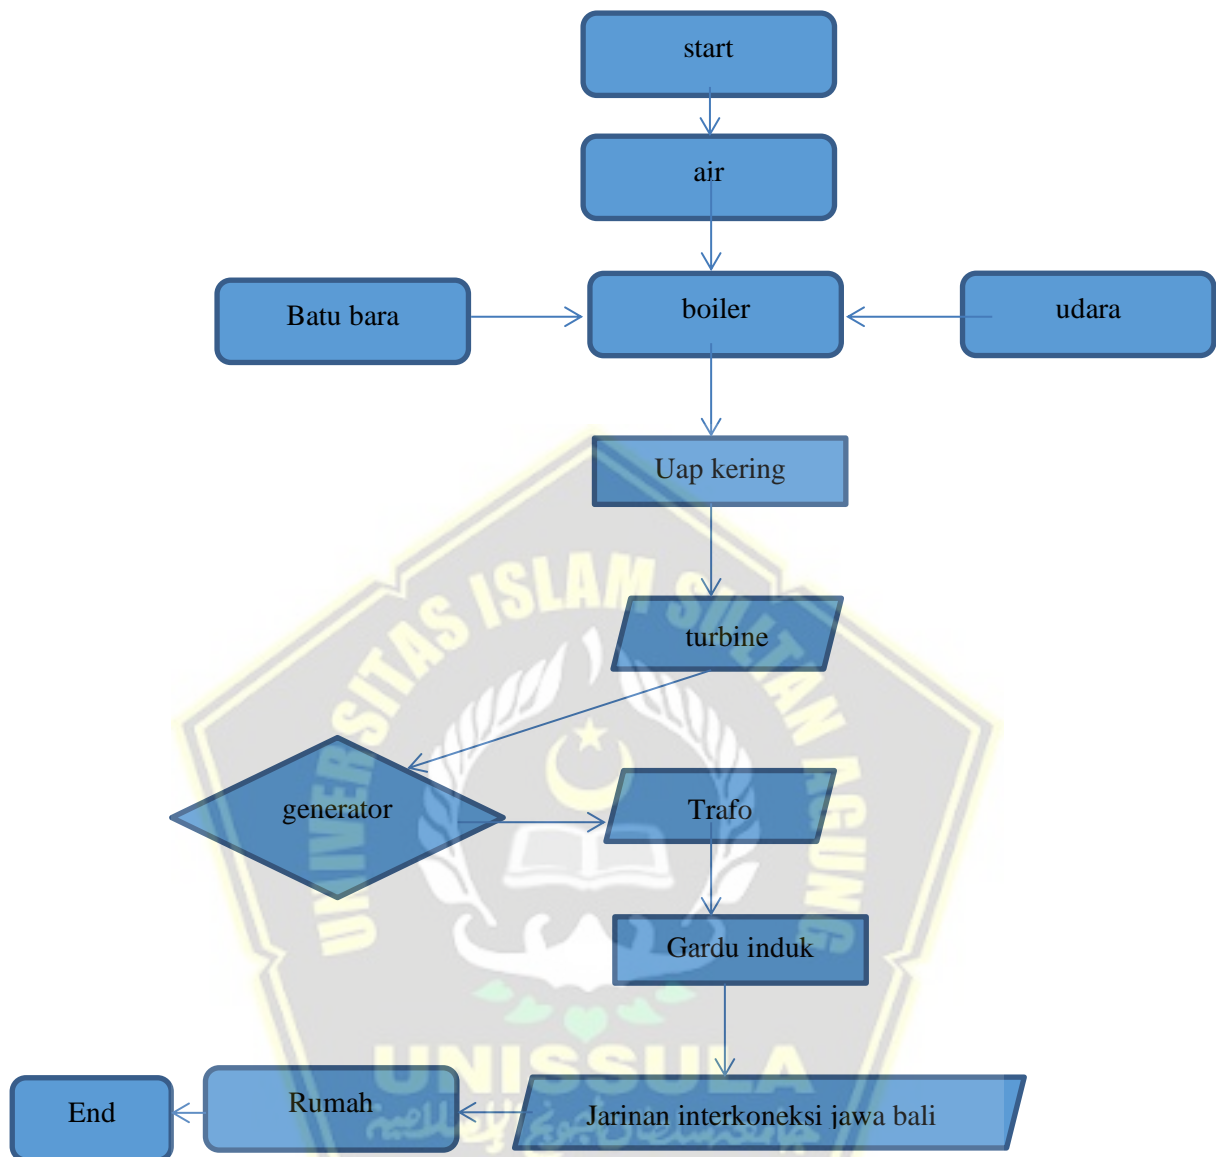 start
air
Batu bara
boiler
udara
Uap kering
turbine
generator
Trafo
Gardu induk
Jarinan interkoneksi jawa bali
Rumah
End
UNIVERSITAS ISLAM SULTAN AGUNG
UNISSULA